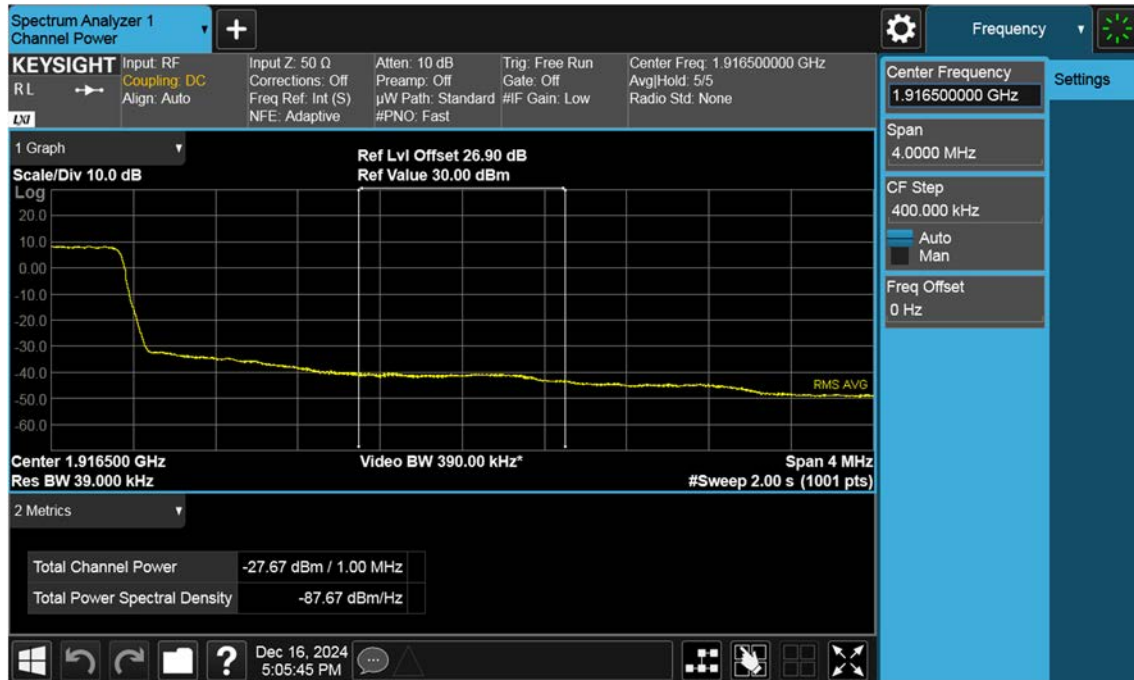 Spectrum Analyzer 1
Channel Power
+
Frequency
KEYSIGHT
RL
LXI
Input: RF
Coupling: DC
Align: Auto
Input Z: 50 Ω
Corrections: Off
Freq Ref: Int (S)
NFE: Adaptive
Atten: 10 dB
Preamp: Off
µW Path: Standard
#PNO: Fast
Trig: Free Run
Gate: Off
#IF Gain: Low
Center Freq: 1.916500000 GHz
Avg|Hold: 5/5
Radio Std: None
Center Frequency
1.916500000 GHz
Settings
Span
4.0000 MHz
CF Step
400.000 kHz
Auto
Man
Freq Offset
0 Hz
1 Graph
Scale/Div 10.0 dB
Ref Lvl Offset 26.90 dB
Ref Value 30.00 dBm
Log
20.0
10.0
0.00
-10.0
-20.0
-30.0
-40.0
-50.0
-60.0
RMS AVG
Center 1.916500 GHz
Video BW 390.00 kHz*
Span 4 MHz
Res BW 39.000 kHz
#Sweep 2.00 s (1001 pts)
2 Metrics
Total Channel Power -27.67 dBm / 1.00 MHz
Total Power Spectral Density -87.67 dBm/Hz
?
Dec 16, 2024
5:05:45 PM